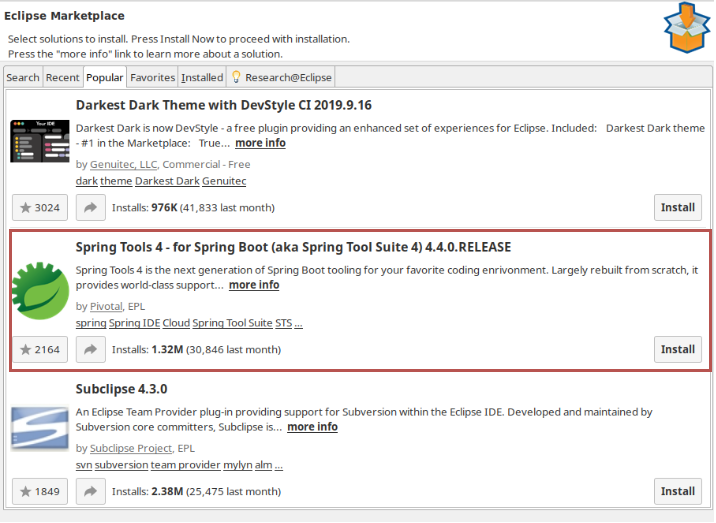 Eclipse Marketplace
Select solutions to install. Press Install Now to proceed with installation.
Press the "more info" link to learn more about a solution.
Search Recent Popular Favorites Installed Research@Eclipse
Darkest Dark Theme with DevStyle CI 2019.9.16
Your IDE
Darkest Dark is now DevStyle - a free plugin providing an enhanced set of experiences for Eclipse. Included: Darkest Dark theme
- #1 in the Marketplace: True... more info
by Genuitec, LLC, Commercial - Free
dark theme Darkest Dark Genuitec
3024 Installs: 976K (41,833 last month) Install
Spring Tools 4 - for Spring Boot (aka Spring Tool Suite 4) 4.4.0.RELEASE
Spring Tools 4 is the next generation of Spring Boot tooling for your favorite coding enrivonment. Largely rebuilt from scratch, it
provides world-class support... more info
by Pivotal, EPL
spring Spring IDE Cloud Spring Tool Suite STS ...
2164 Installs: 1.32M (30,846 last month) Install
Subclipse 4.3.0
An Eclipse Team Provider plug-in providing support for Subversion within the Eclipse IDE. Developed and maintained by
Subversion core committers, Subclipse is... more info
by Subclipse Project, EPL
svn subversion team provider mylyn alm ...
1849 Installs: 2.38M (25,475 last month) Install